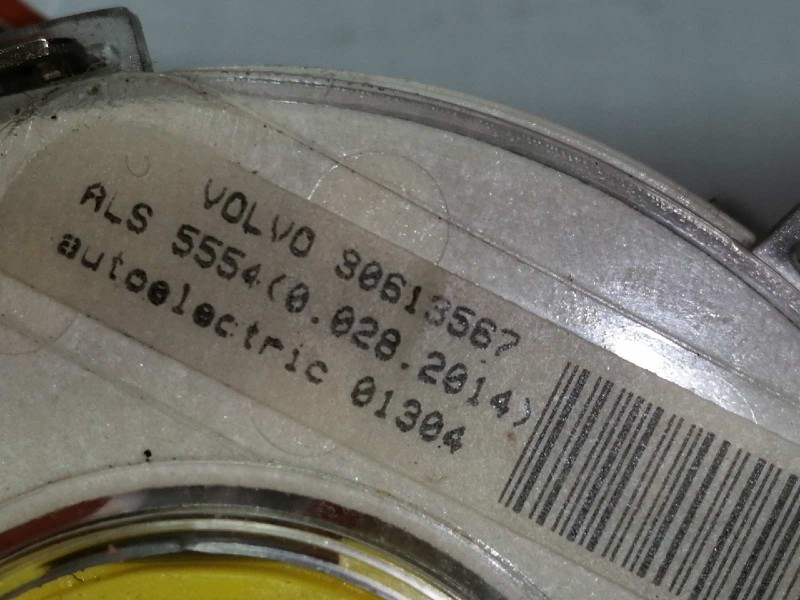 VOLVO 30613567
ALS 5554(0.028.2014)
autoelectric 01304